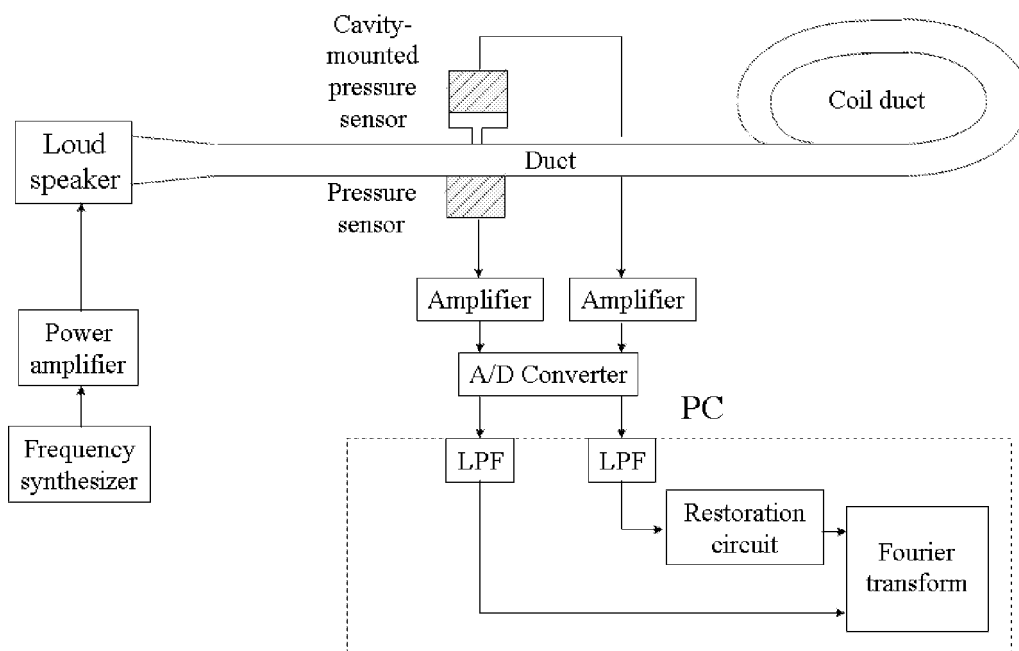 Cavity-
mounted
pressure
sensor
Coil duct
Loud
speaker
Duct
Pressure
sensor
Amplifier
Amplifier
Power
amplifier
A/D Converter
PC
Frequency
synthesizer
LPF
LPF
Restoration
circuit
Fourier
transform